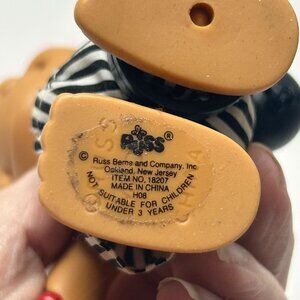 RUSS®
© Russ Berrie and Company, Inc.
Oakland, New Jersey
ITEM NO. 18207
MADE IN CHINA
H08
NOT SUITABLE FOR CHILDREN
UNDER 3 YEARS